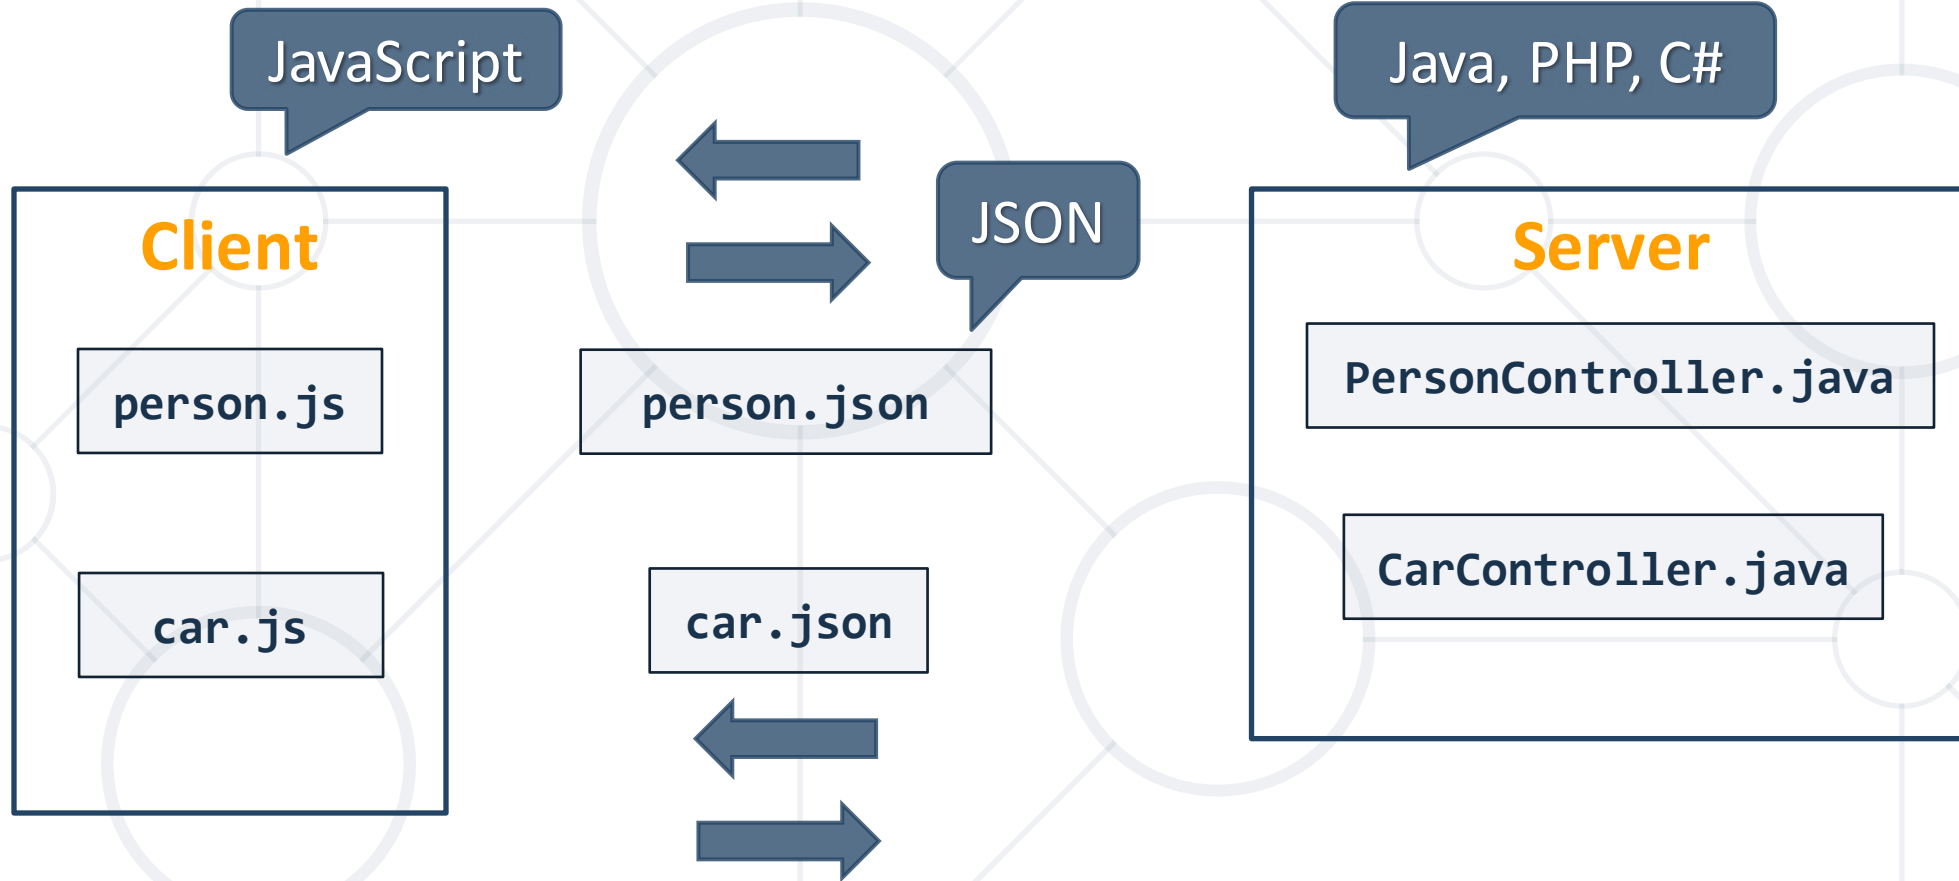 JavaScript
Java, PHP, C#
JSON
Client
Server
person.js
person.json
PersonController.java
car.js
car.json
CarController.java